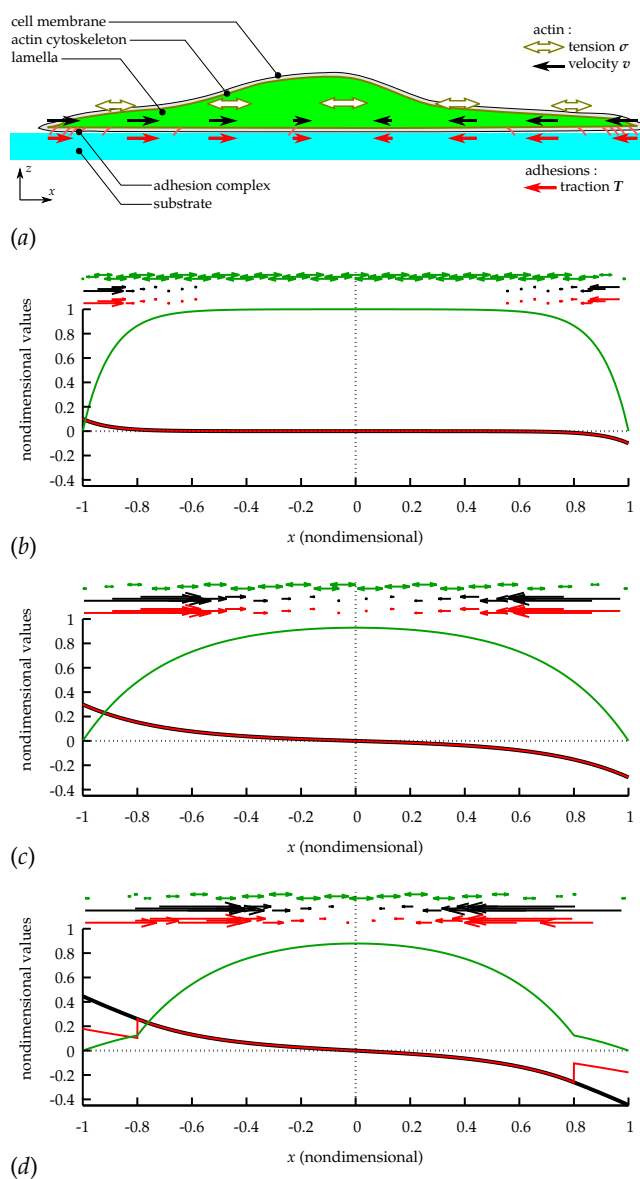 cell membrane
actin cytoskeleton
lamella
actin :
tension σ
velocity v
z
x
adhesion complex
substrate
adhesions :
traction T
(a)
nondimensional values
1
0.8
0.6
0.4
0.2
0
-0.2
-0.4
-1 -0.8 -0.6 -0.4 -0.2 0 0.2 0.4 0.6 0.8 1
x (nondimensional)
(b)
nondimensional values
1
0.8
0.6
0.4
0.2
0
-0.2
-0.4
-1 -0.8 -0.6 -0.4 -0.2 0 0.2 0.4 0.6 0.8 1
x (nondimensional)
(c)
nondimensional values
1
0.8
0.6
0.4
0.2
0
-0.2
-0.4
-1 -0.8 -0.6 -0.4 -0.2 0 0.2 0.4 0.6 0.8 1
x (nondimensional)
(d)